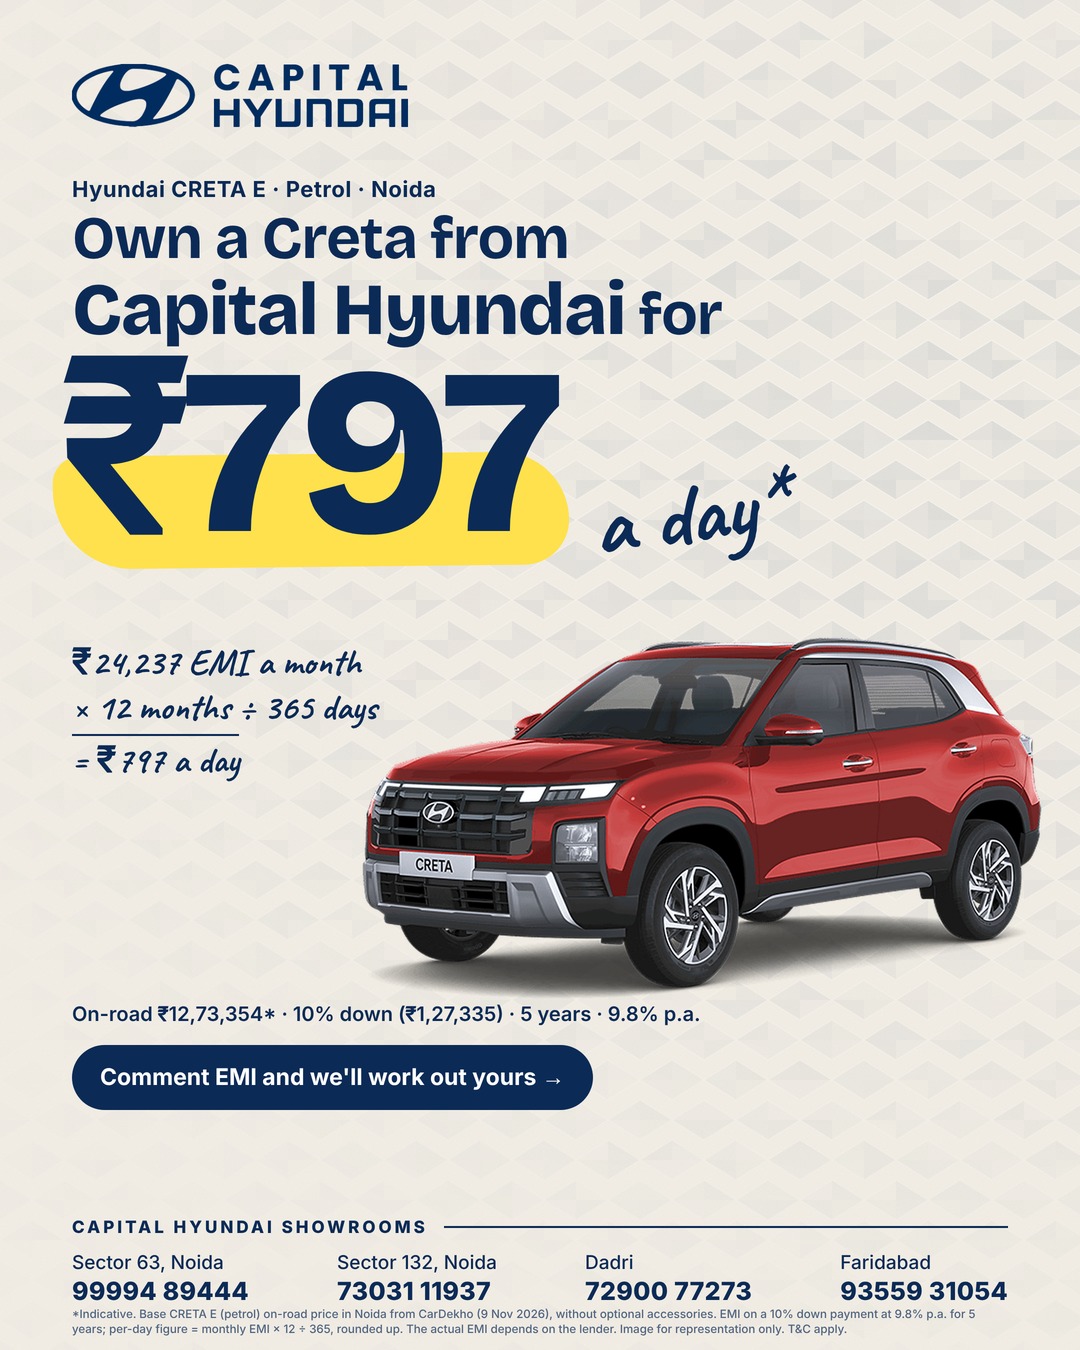 CAPITAL
HYUNDAI
Hyundai CRETA E · Petrol · Noida
Own a Creta from
Capital Hyundai for
₹797
a day*
₹24,237 EMI a month
× 12 months ÷ 365 days
= ₹797 a day
CRETA
On-road ₹12,73,354* · 10% down (₹1,27,335) · 5 years · 9.8% p.a.
Comment EMI and we'll work out yours →
CAPITAL HYUNDAI SHOWROOMS
Sector 63, Noida
99994 89444
Sector 132, Noida
73031 11937
Dadri
72900 77273
Faridabad
93559 31054
*Indicative. Base CRETA E (petrol) on-road price in Noida from CarDekho (9 Nov 2026), without optional accessories. EMI on a 10% down payment at 9.8% p.a. for 5
years; per-day figure = monthly EMI × 12 ÷ 365, rounded up. The actual EMI depends on the lender. Image for representation only. T&C apply.